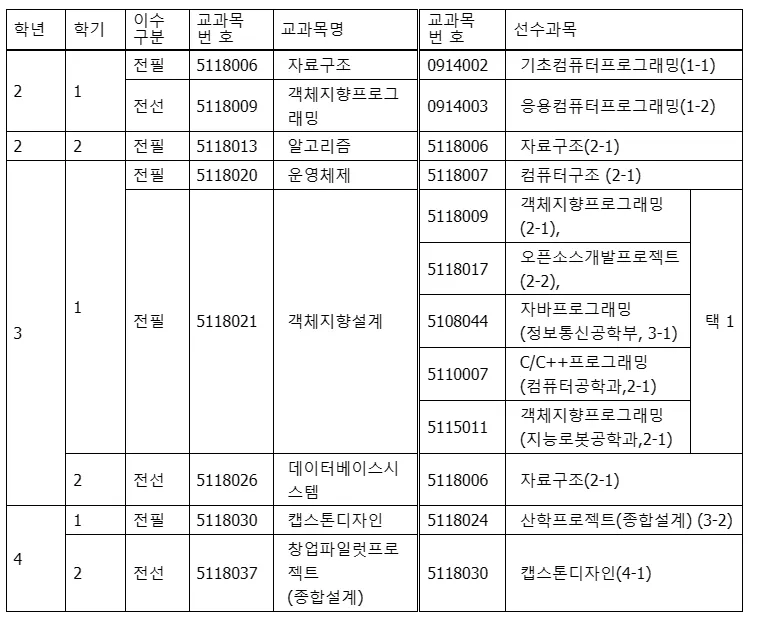 학년 학기 이수 구분 교과목 번 호 교과목명 교과목 번 호 선수과목
2 1 전필 5118006 자료구조 0914002 기초컴퓨터프로그래밍(1-1)
전선 5118009 객체지향프로그 0914003 응용컴퓨터프로그래밍(1-2)
래밍
2 2 전필 5118013 알고리즘 5118006 자료구조(2-1)
3 1 전필 5118020 운영체제 5118007 컴퓨터구조 (2-1)
전필 5118021 객체지향설계 5118009 객체지향프로그래밍
(2-1),
5118017 오픈소스개발프로젝트
(2-2),
5108044 자바프로그래밍
(정보통신공학부, 3-1)
택 1
5110007 C/C++프로그래밍
(컴퓨터공학과,2-1)
5115011 객체지향프로그래밍
(지능로봇공학과,2-1)
2 전선 5118026 데이터베이스시 5118006 자료구조(2-1)
스템
4 1 전필 5118030 캡스톤디자인 5118024 산학프로젝트(종합설계) (3-2)
2 전선 5118037 창업파일럿프로 5118030 캡스톤디자인(4-1)
젝트
(종합설계)